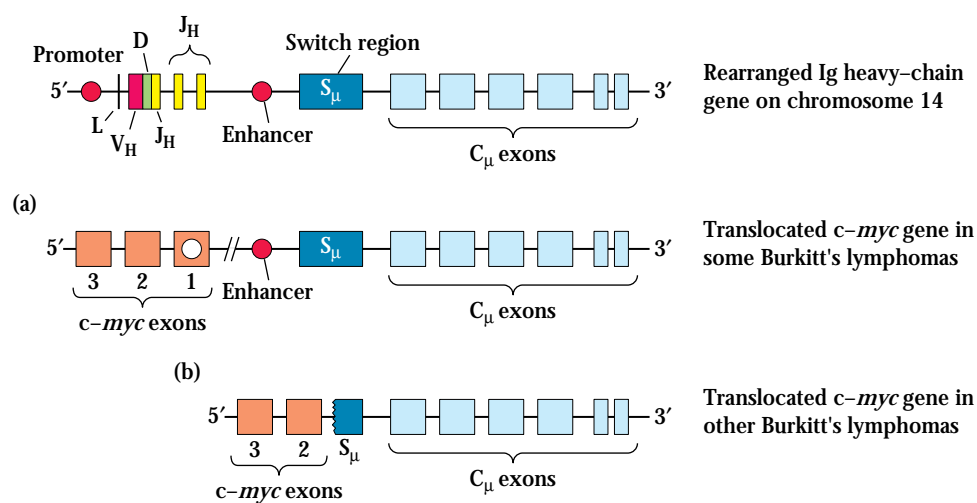 J_H
D
Promoter
Switch region
5′
S_μ
3′
Rearranged Ig heavy–chain
gene on chromosome 14
L
V_H
J_H
Enhancer
C_μ exons
(a)
5′
S_μ
3′
Translocated c–myc gene in
some Burkitt's lymphomas
3 2 1
Enhancer
c–myc exons
C_μ exons
(b)
5′
3′
Translocated c–myc gene in
other Burkitt's lymphomas
3 2
S_μ
c–myc exons
C_μ exons